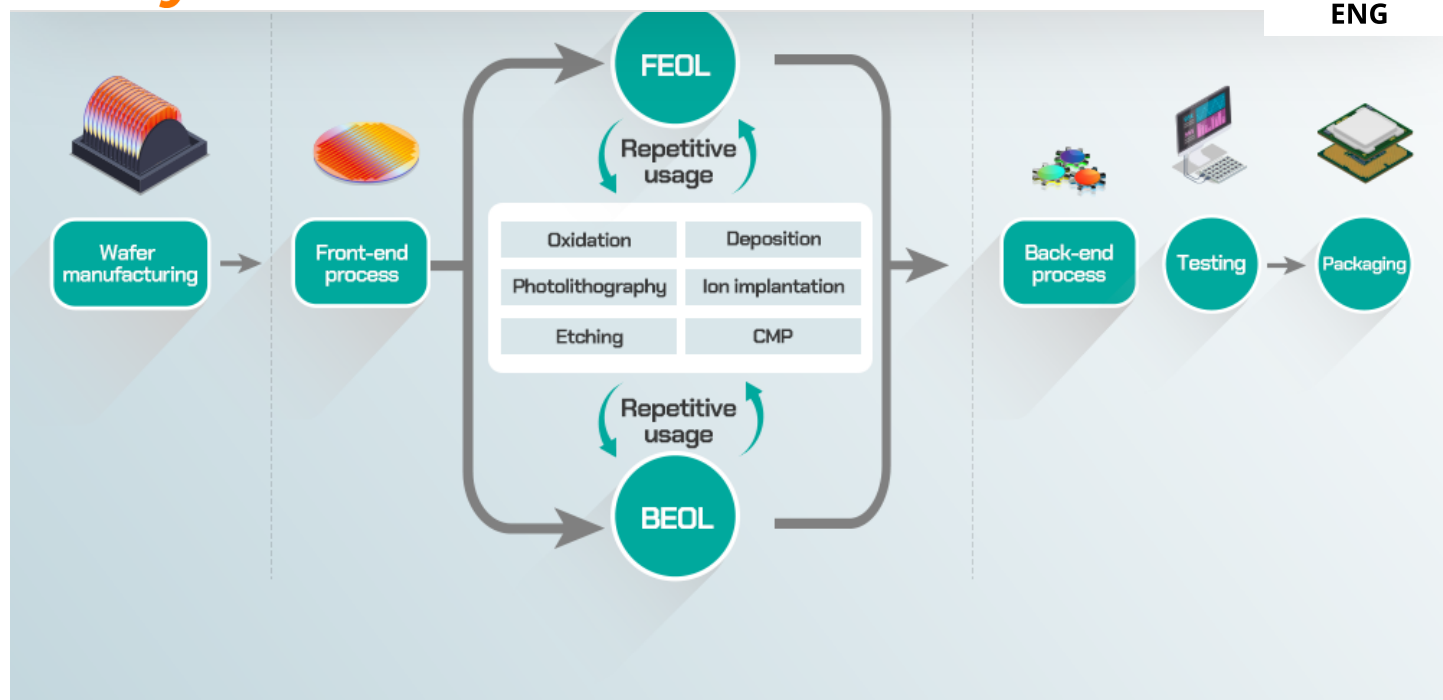 ENG
FEOL
Repetitive
usage
Wafer
manufacturing
Front-end
process
Oxidation
Deposition
Photolithography
Ion implantation
Etching
CMP
Back-end
process
Testing
Packaging
Repetitive
usage
BEOL